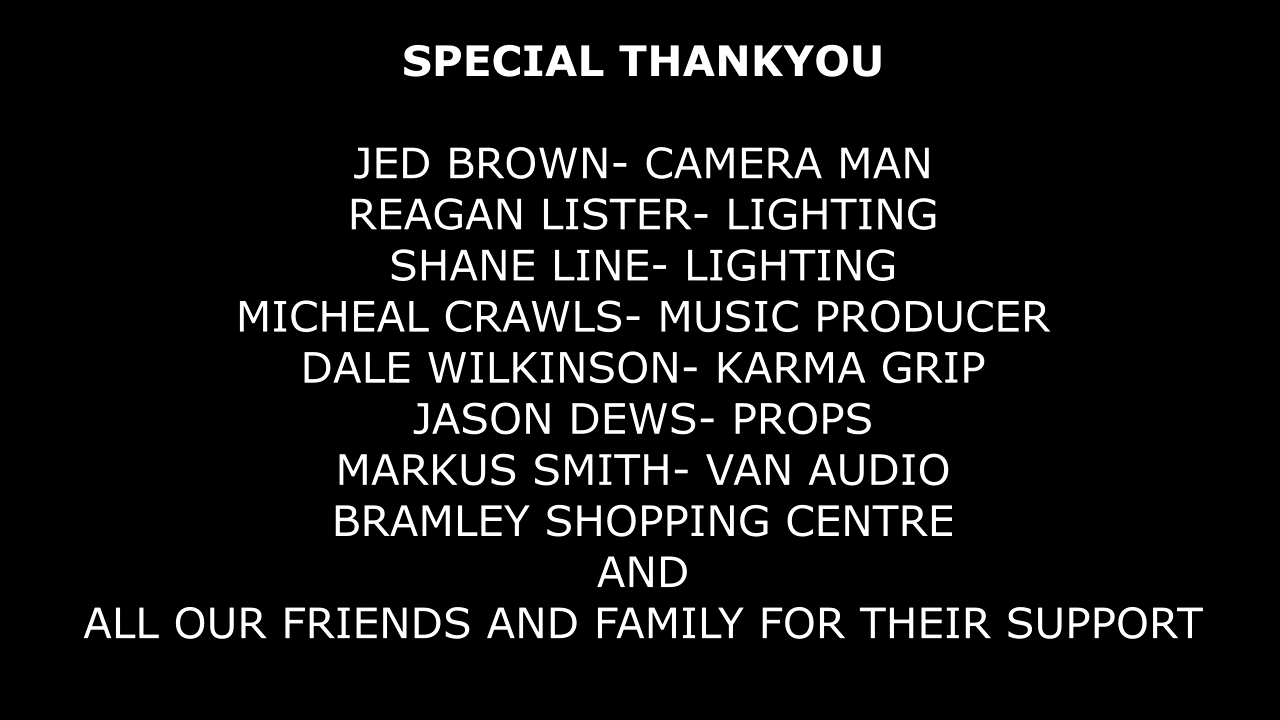 SPECIAL THANKYOU
JED BROWN- CAMERA MAN
REAGAN LISTER- LIGHTING
SHANE LINE- LIGHTING
MICHEAL CRAWLS- MUSIC PRODUCER
DALE WILKINSON- KARMA GRIP
JASON DEWS- PROPS
MARKUS SMITH- VAN AUDIO
BRAMLEY SHOPPING CENTRE
AND
ALL OUR FRIENDS AND FAMILY FOR THEIR SUPPORT